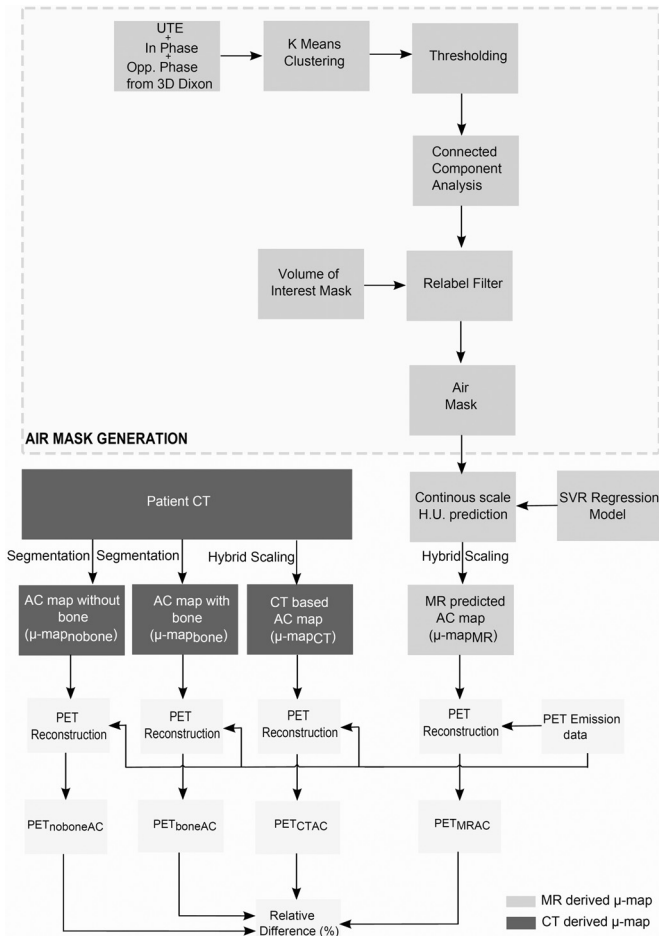 UTE
+
In Phase
+
Opp. Phase
from 3D Dixon
K Means
Clustering
Thresholding
Connected
Component
Analysis
Volume of
Interest Mask
Relabel Filter
Air
Mask
AIR MASK GENERATION
Patient CT
Continous scale
H.U. prediction
SVR Regression
Model
Segmentation
Segmentation
Hybrid Scaling
Hybrid Scaling
AC map without
bone
(μ-mapnobone)
AC map with
bone
(μ-mapbone)
CT based
AC map
(μ-mapCT)
MR predicted
AC map
(μ-mapMR)
PET
Reconstruction
PET
Reconstruction
PET
Reconstruction
PET
Reconstruction
PET Emission
data
PETnoboneAC
PETboneAC
PETCTAC
PETMRAC
Relative
Difference (%)
MR derived μ-map
CT derived μ-map